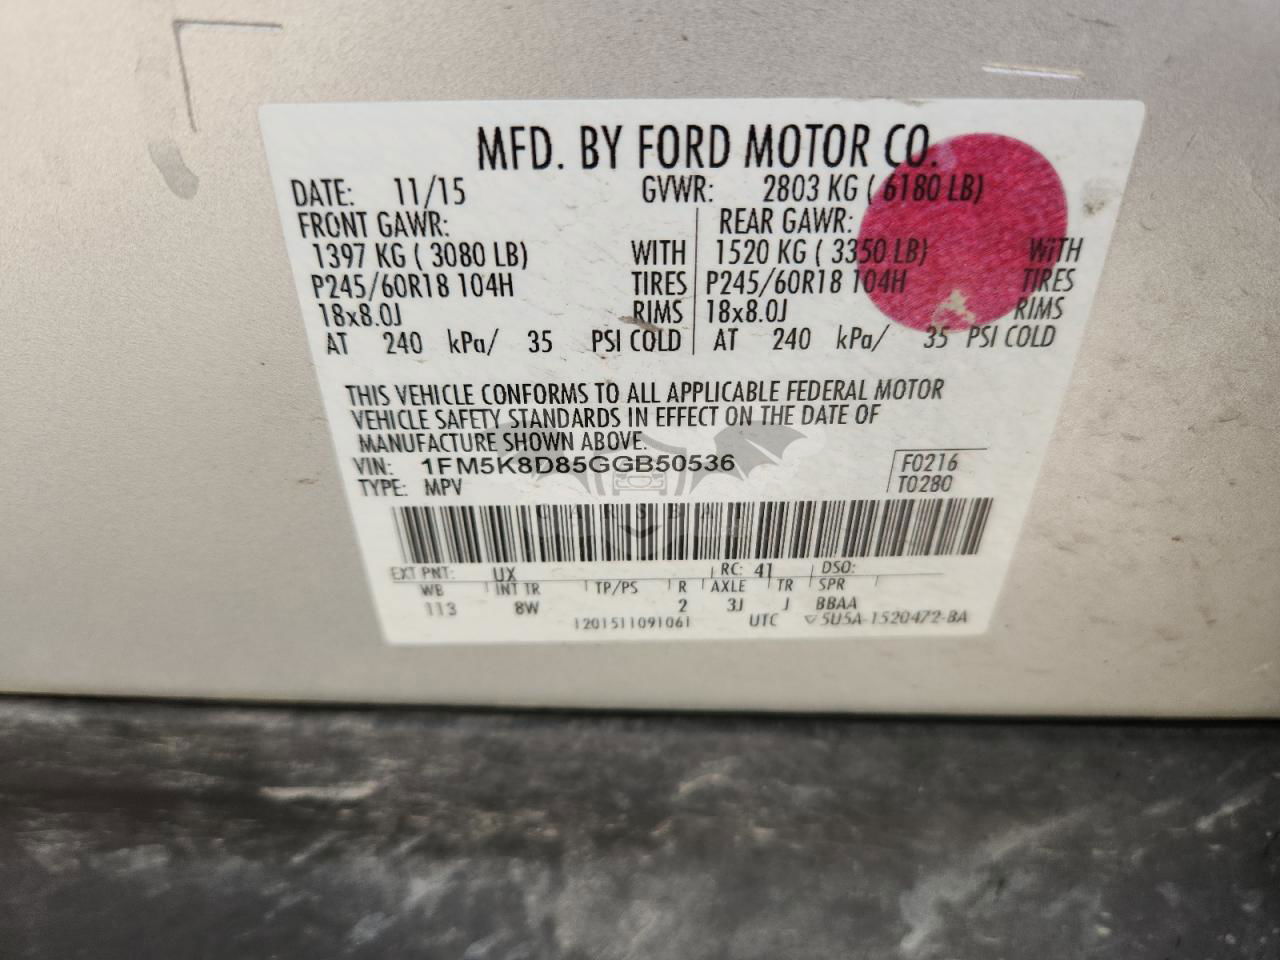 MFD. BY FORD MOTOR CO.
DATE: 11/15 GVWR: 2803 KG ( 6180 LB)
FRONT GAWR: REAR GAWR:
1397 KG ( 3080 LB) WITH 1520 KG ( 3350 LB) WITH
P245/60R18 104H TIRES P245/60R18 104H TIRES
18x8.0J RIMS 18x8.0J RIMS
AT 240 kPa/ 35 PSI COLD AT 240 kPa/ 35 PSI COLD
THIS VEHICLE CONFORMS TO ALL APPLICABLE FEDERAL MOTOR
VEHICLE SAFETY STANDARDS IN EFFECT ON THE DATE OF
MANUFACTURE SHOWN ABOVE.
VIN: 1FM5K8D85GGB50536 F0216
TYPE: MPV T0280
EXT PNT: UX RC: 41 DSO:
WB INT TR TP/PS R AXLE TR SPR
113 8W 2 3J J BBAA
1201511091061 UTC ▽5U5A-1520472-BA